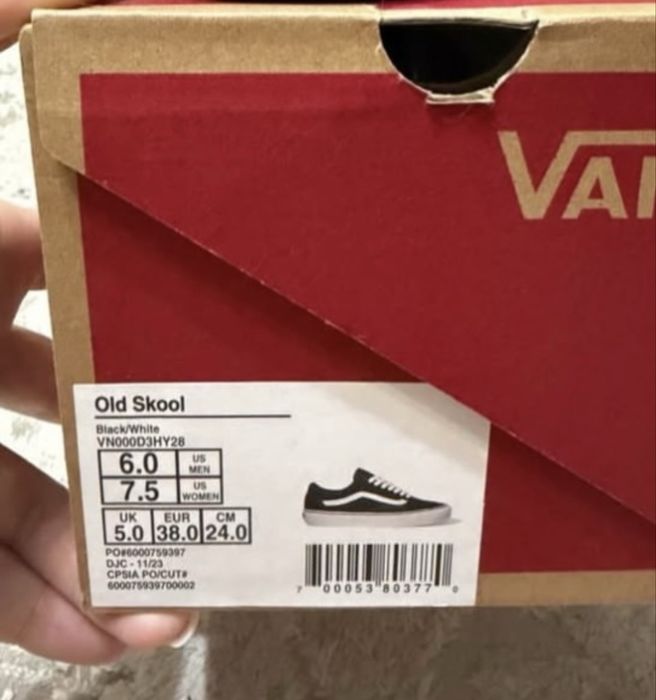 VAN
Old Skool
Black/White
VN000D3HY28
6.0 US MEN
7.5 US WOMEN
UK EUR CM
5.0 38.0 24.0
PO#6000759397
DJC - 11/23
CPSIA PO/CUT#
600075939700002
7 00053 80377 0